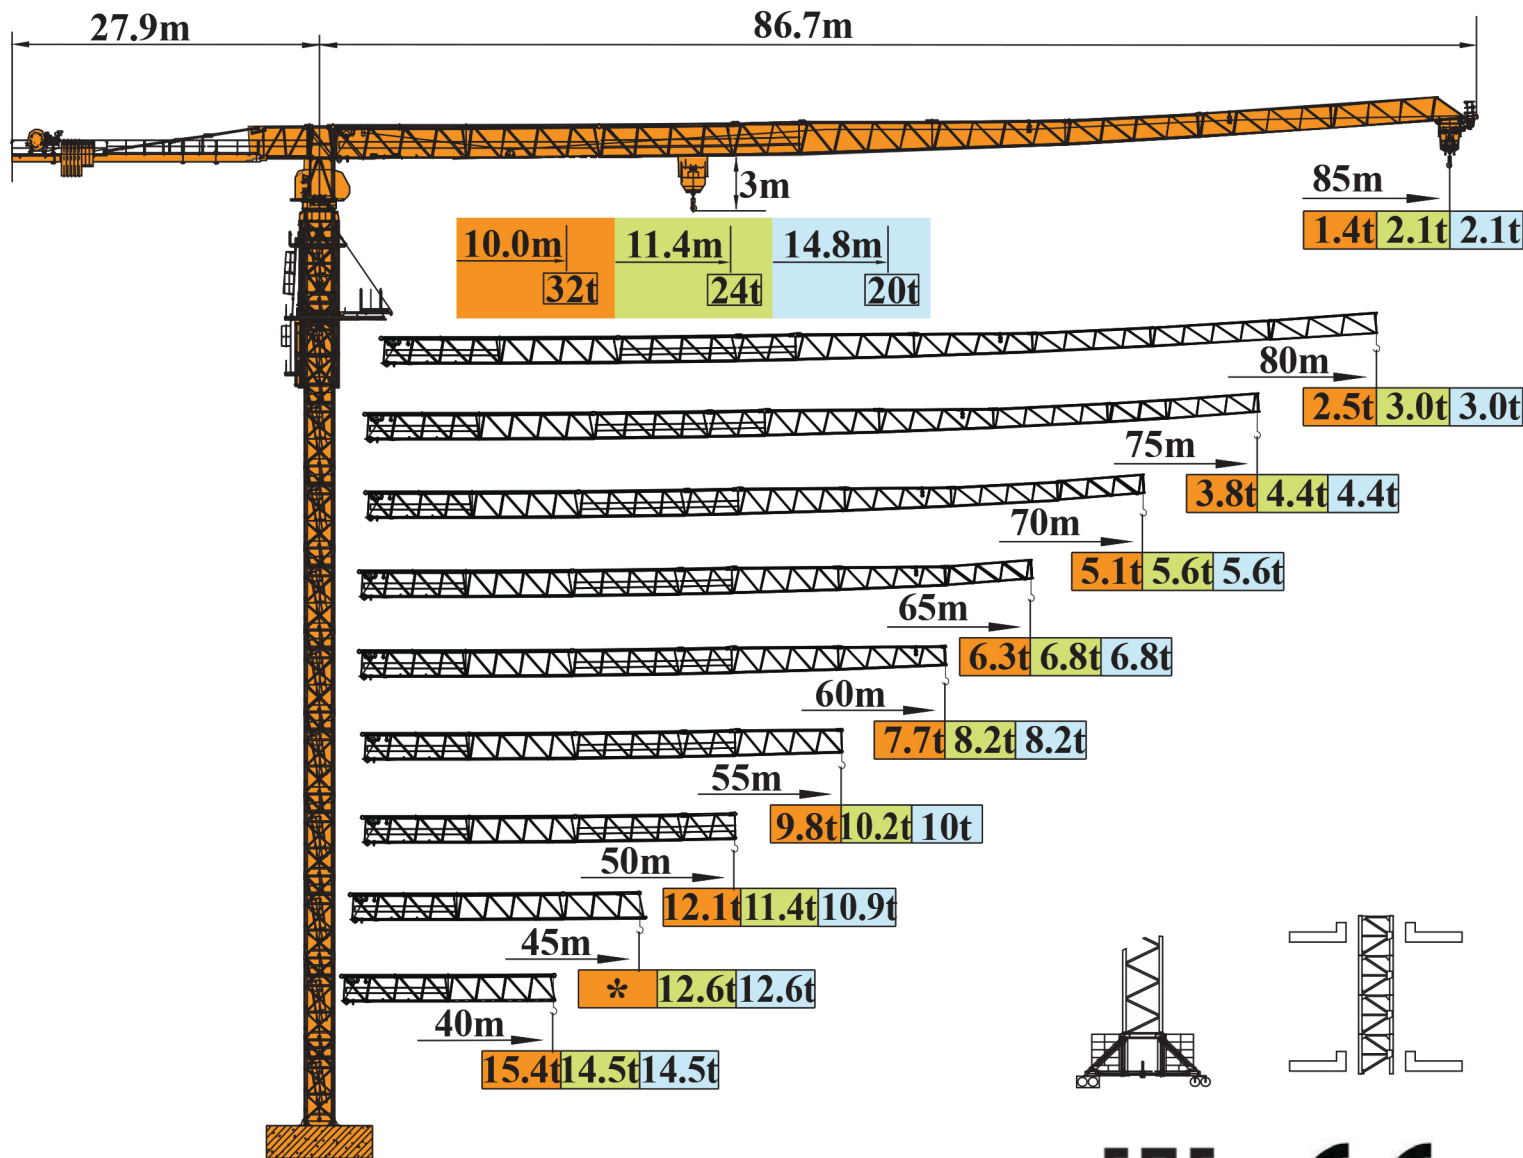 27.9m 86.7m
3m
85m
1.4t 2.1t 2.1t
10.0m 11.4m 14.8m
32t 24t 20t
80m
2.5t 3.0t 3.0t
75m
3.8t 4.4t 4.4t
70m
5.1t 5.6t 5.6t
65m
6.3t 6.8t 6.8t
60m
7.7t 8.2t 8.2t
55m
9.8t 10.2t 10t
50m
12.1t 11.4t 10.9t
45m
* 12.6t 12.6t
40m
15.4t 14.5t 14.5t